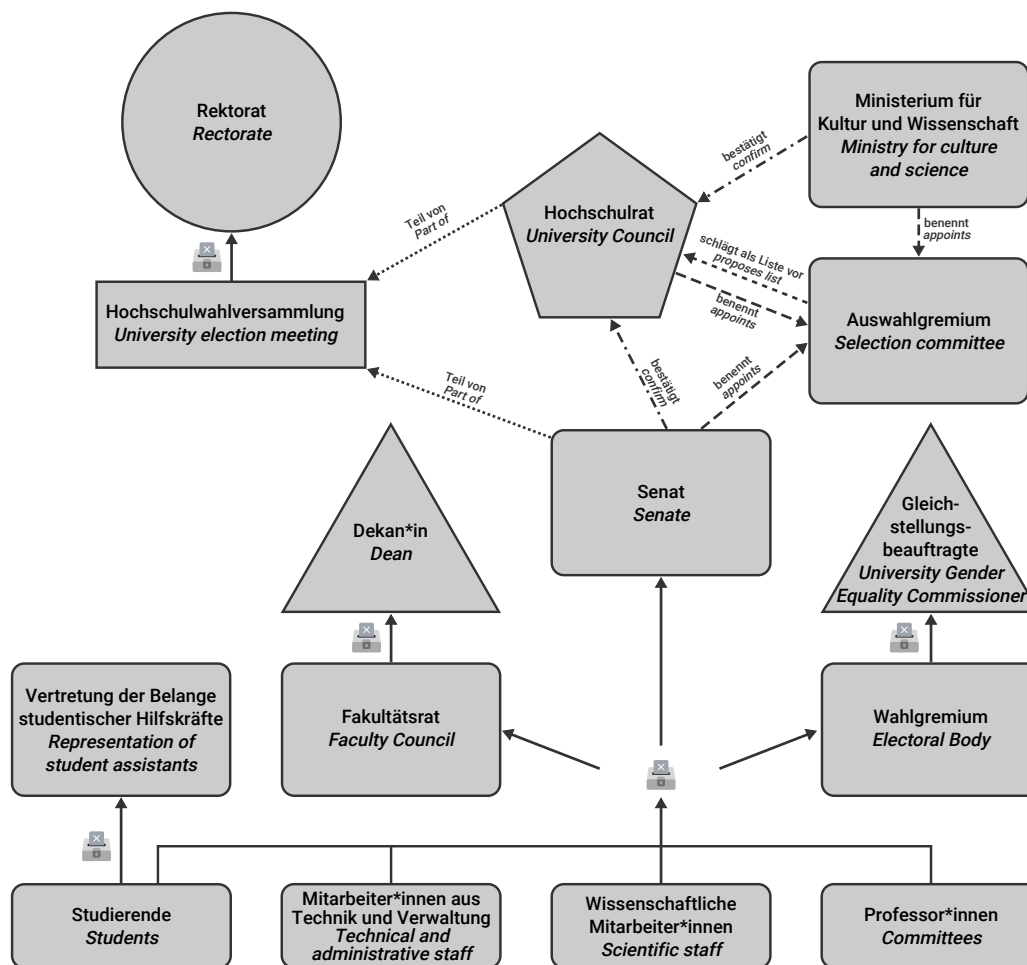 Rektorat
Rectorate
Ministerium für
Kultur und Wissenschaft
Ministry for culture
and science
bestätigt
confirm
Hochschulrat
University Council
Teil von
Part of
benennt
appoints
schlägt als Liste vor
proposes list
Hochschulwahlversammlung
University election meeting
benennt
appoints
Auswahlgremium
Selection committee
Teil von
Part of
bestätigt
confirm
benennt
appoints
Senat
Senate
Dekan*in
Dean
Gleich-
stellungs-
beauftragte
University Gender
Equality Commissioner
Vertretung der Belange
studentischer Hilfskräfte
Representation of
student assistants
Fakultätsrat
Faculty Council
Wahlgremium
Electoral Body
Studierende
Students
Mitarbeiter*innen aus
Technik und Verwaltung
Technical and
administrative staff
Wissenschaftliche
Mitarbeiter*innen
Scientific staff
Professor*innen
Committees